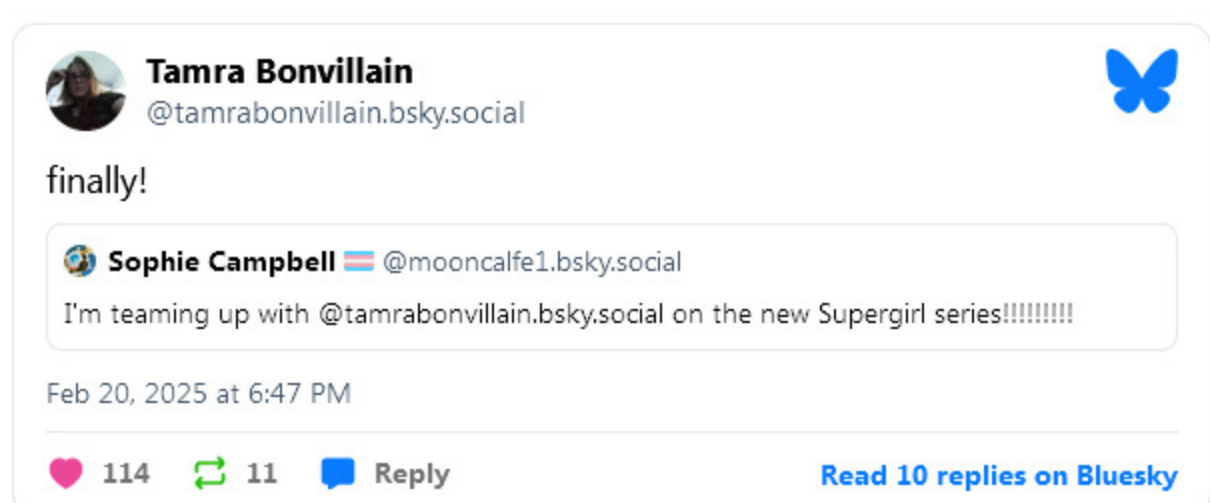 Tamra Bonvillain
@tamrabonvillain.bsky.social
finally!
Sophie Campbell @mooncalfe1.bsky.social
I'm teaming up with @tamrabonvillain.bsky.social on the new Supergirl series!!!!!!!!!
Feb 20, 2025 at 6:47 PM
114 11 Reply Read 10 replies on Bluesky